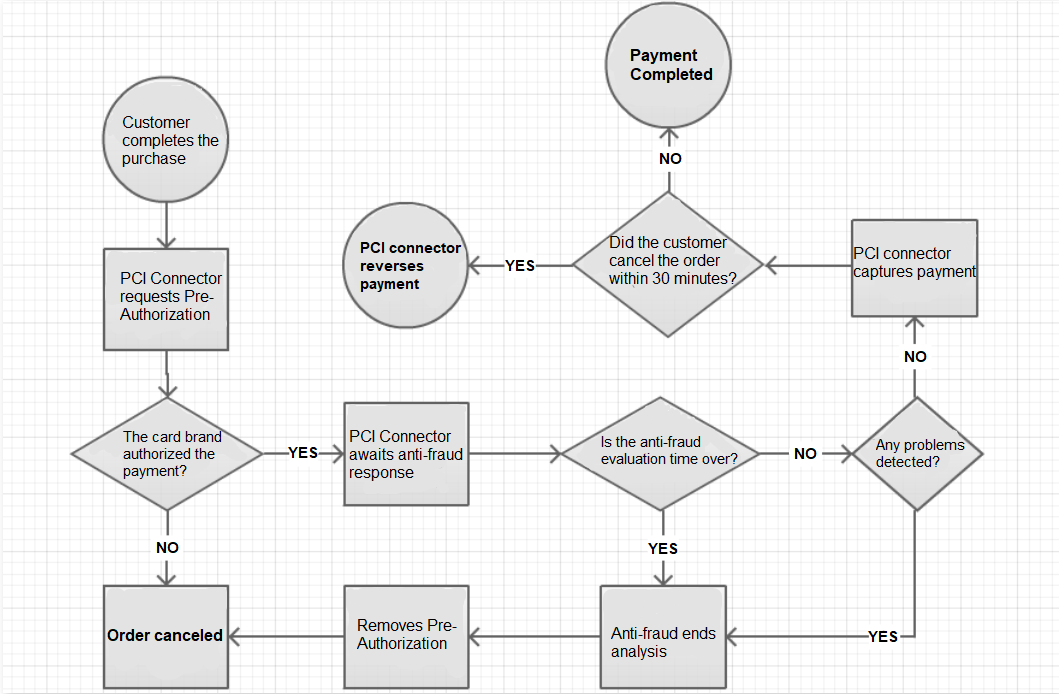 Payment
Completed
Customer
completes the
purchase
NO
PCI connector
reverses
payment
YES
Did the customer
cancel the order
within 30 minutes?
PCI connector
captures payment
PCI Connector
requests Pre-
Authorization
NO
The card brand
authorized the
payment?
YES
PCI Connector
awaits anti-fraud
response
Is the anti-fraud
evaluation time over?
NO
Any problems
detected?
NO
YES
Order canceled
Removes Pre-
Authorization
Anti-fraud ends
analysis
YES